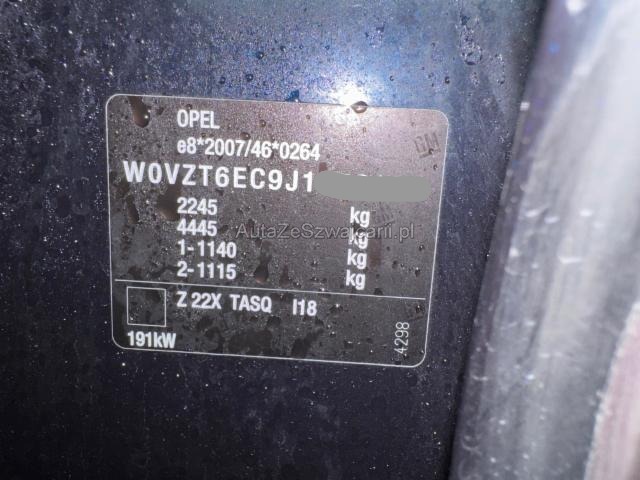 OPEL
GM
e8*2007/46*0264
W0VZT6EC9J1
2245 kg
4445 kg
1-1140 kg
2-1115 kg
AutaZeSzwajcarii.pl
Z 22X TASQ I18
191kW
4298